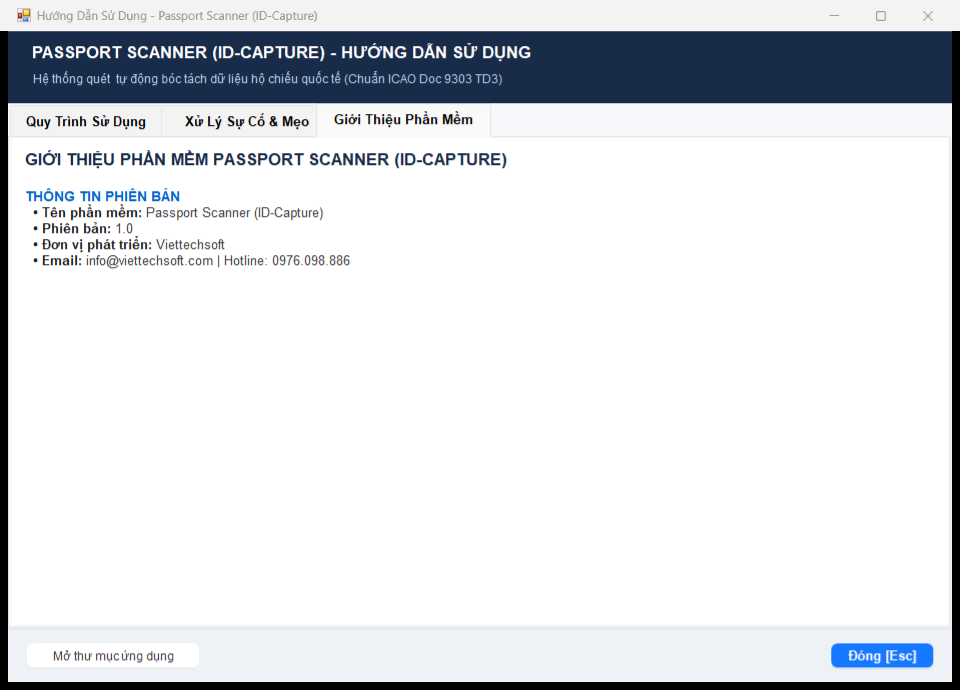 Hướng Dẫn Sử Dụng - Passport Scanner (ID-Capture)
PASSPORT SCANNER (ID-CAPTURE) - HƯỚNG DẪN SỬ DỤNG
Hệ thống quét tự động bóc tách dữ liệu hộ chiếu quốc tế (Chuẩn ICAO Doc 9303 TD3)
Quy Trình Sử Dụng
Xử Lý Sự Cố & Mẹo
Giới Thiệu Phần Mềm
GIỚI THIỆU PHẦN MỀM PASSPORT SCANNER (ID-CAPTURE)
THÔNG TIN PHIÊN BẢN
• Tên phần mềm: Passport Scanner (ID-Capture)
• Phiên bản: 1.0
• Đơn vị phát triển: Viettechsoft
• Email: info@viettechsoft.com | Hotline: 0976.098.886
Mở thư mục ứng dụng
Đóng [Esc]